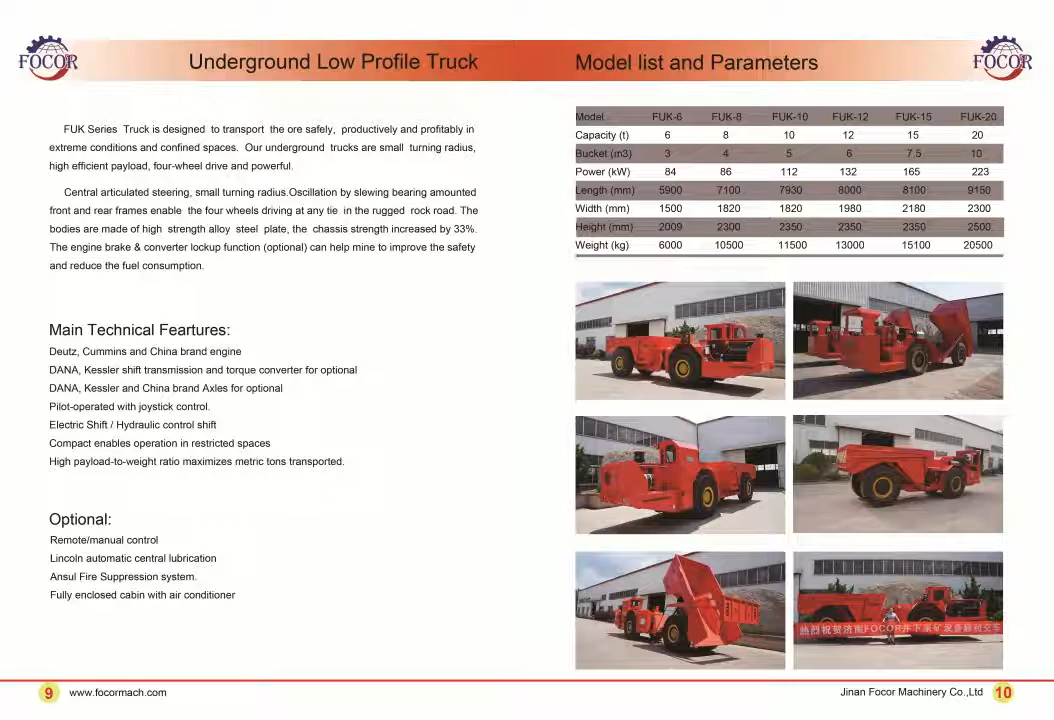 FOCOR
Underground Low Profile Truck
FUK Series Truck is designed to transport the ore safely, productively and profitably in
extreme conditions and confined spaces. Our underground trucks are small turning radius,
high efficient payload, four-wheel drive and powerful.
Central articulated steering, small turning radius.Oscillation by slewing bearing amounted
front and rear frames enable the four wheels driving at any tie in the rugged rock road. The
bodies are made of high strength alloy steel plate, the chassis strength increased by 33%.
The engine brake & converter lockup function (optional) can help mine to improve the safety
and reduce the fuel consumption.
Main Technical Feartures:
Deutz, Cummins and China brand engine
DANA, Kessler shift transmission and torque converter for optional
DANA, Kessler and China brand Axles for optional
Pilot-operated with joystick control.
Electric Shift / Hydraulic control shift
Compact enables operation in restricted spaces
High payload-to-weight ratio maximizes metric tons transported.
Optional:
Remote/manual control
Lincoln automatic central lubrication
Ansul Fire Suppression system.
Fully enclosed cabin with air conditioner
9 www.focormach.com
Model list and Parameters
FOCOR
Model FUK-6 FUK-8 FUK-10 FUK-12 FUK-15 FUK-20
Capacity (t) 6 8 10 12 15 20
Bucket (m3) 3 4 5 6 7.5 10
Power (kW) 84 86 112 132 165 223
Length (mm) 5900 7100 7930 8000 8100 9150
Width (mm) 1500 1820 1820 1980 2180 2300
Height (mm) 2009 2300 2350 2350 2350 2500
Weight (kg) 6000 10500 11500 13000 15100 20500
热烈祝贺济南FOCOR井下采矿设备顺利交车
Jinan Focor Machinery Co.,Ltd 10